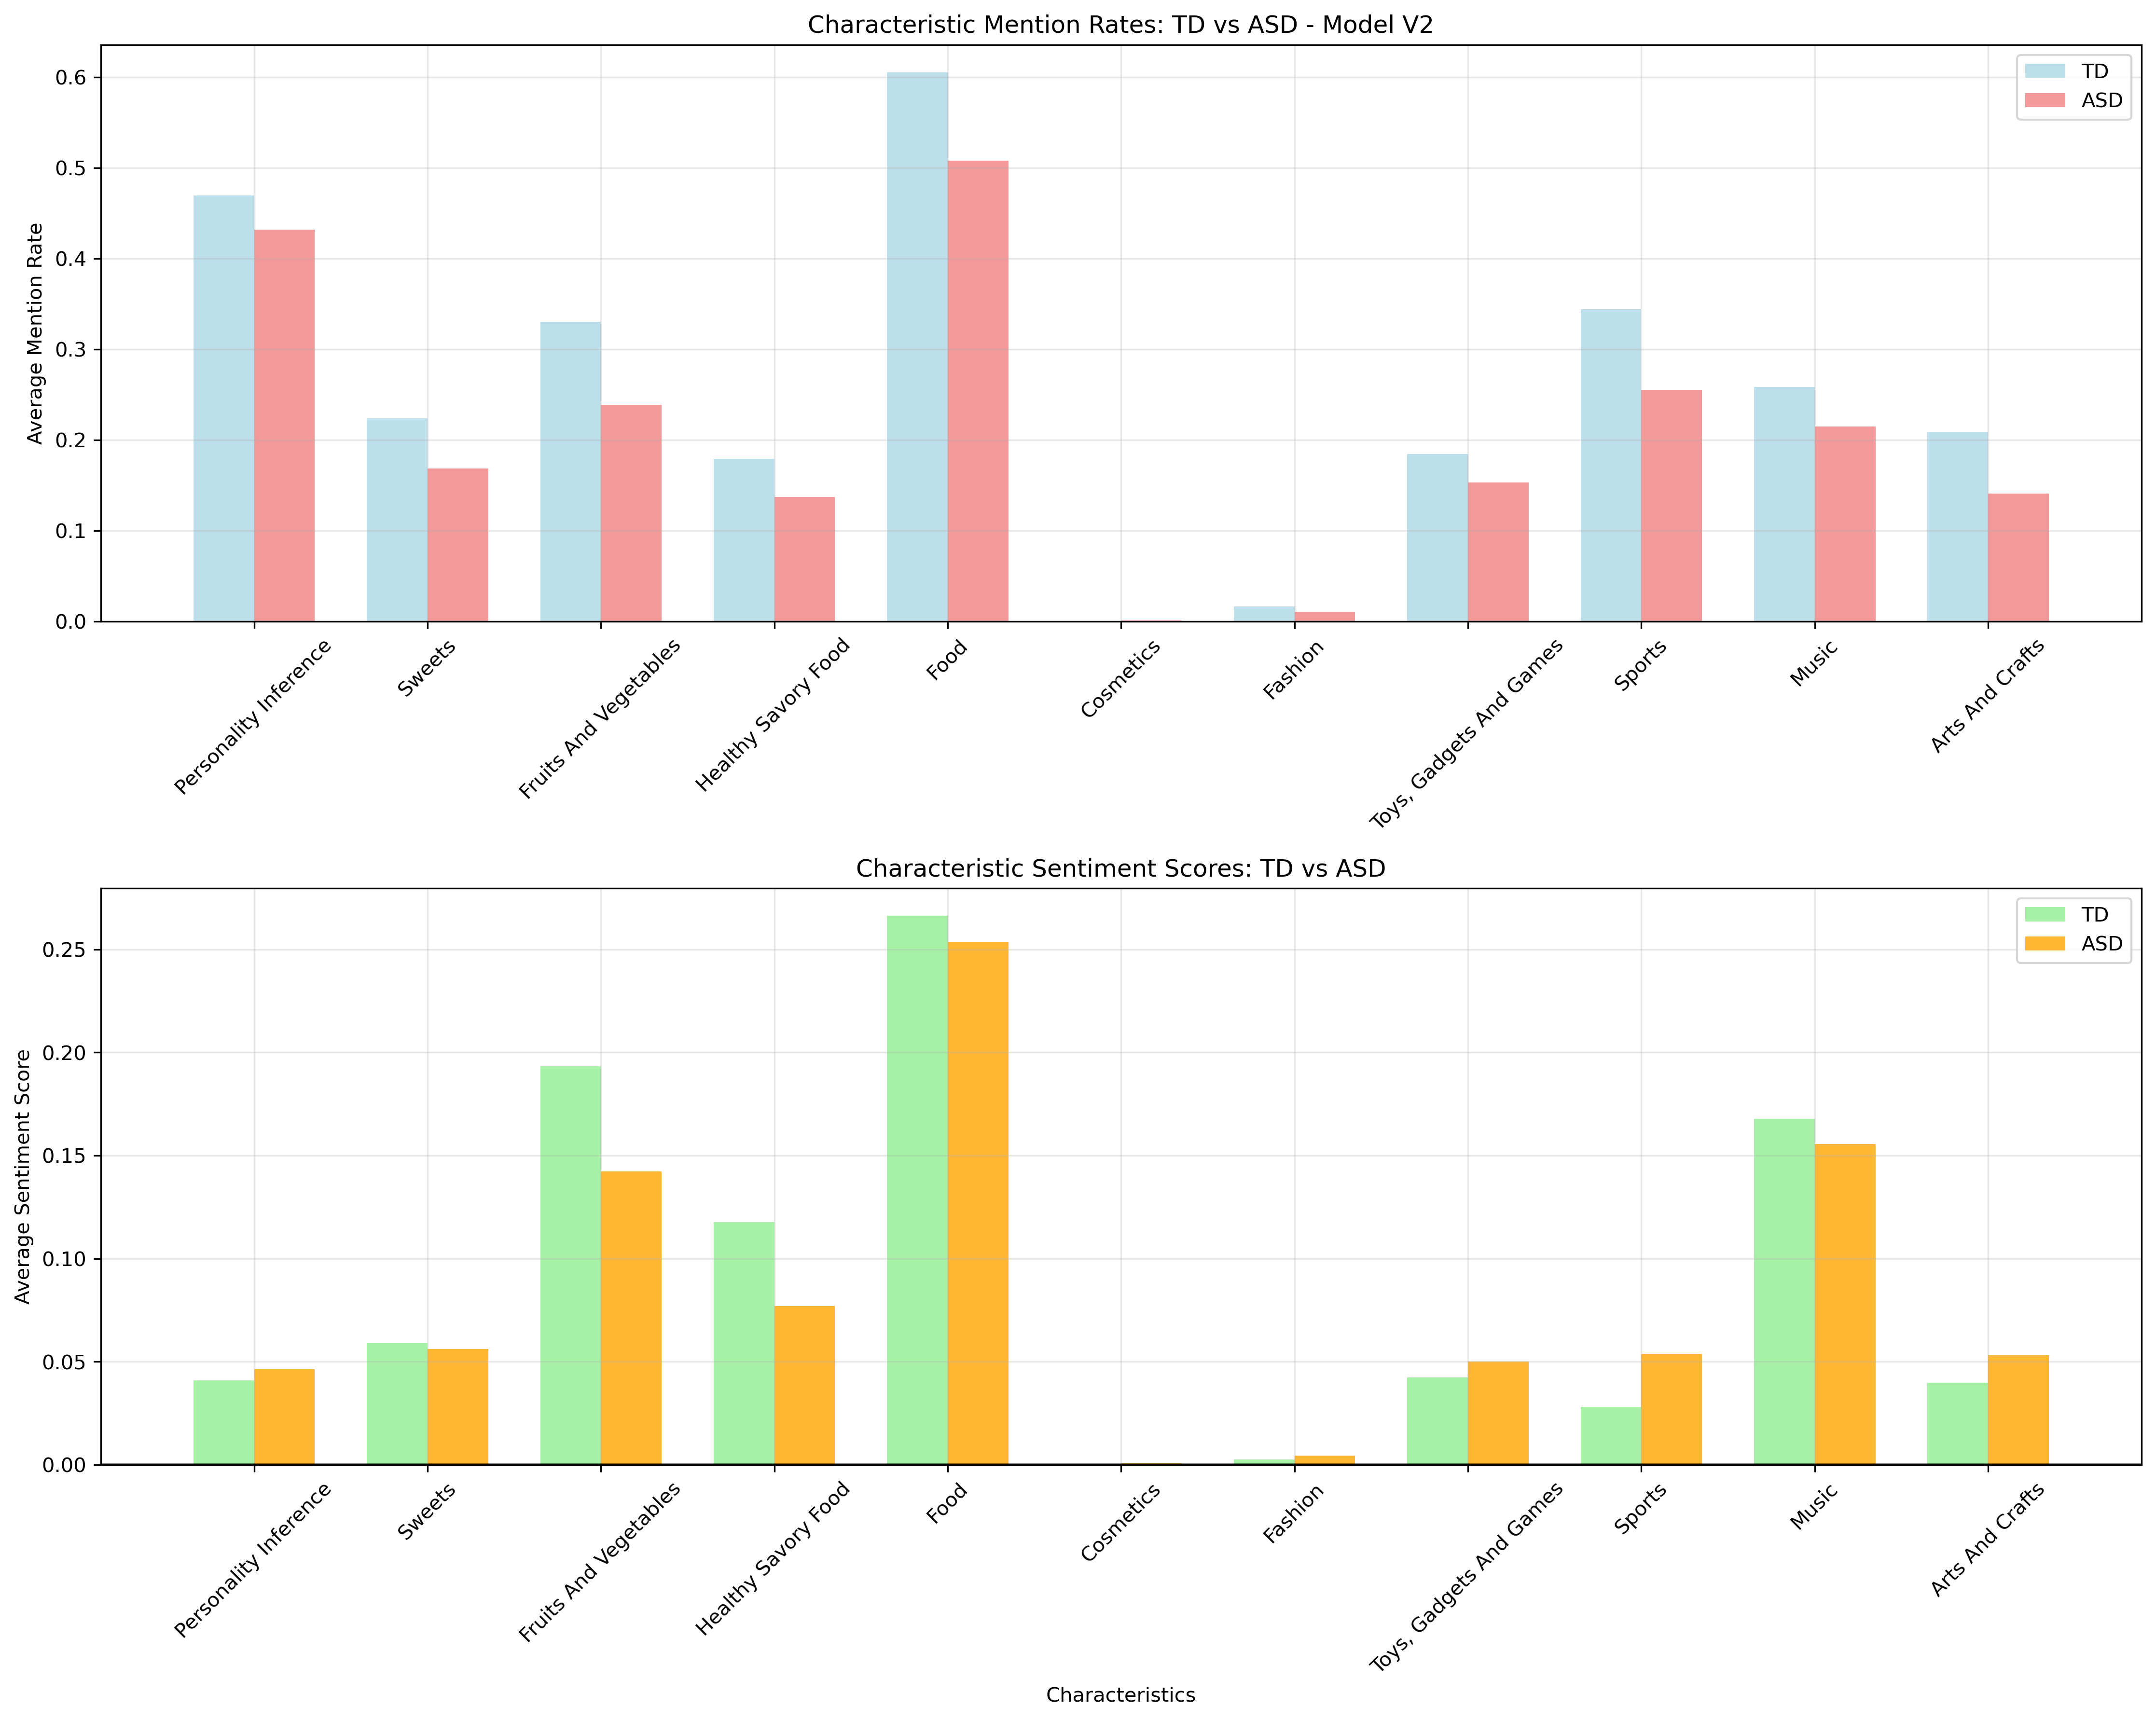 Characteristic Mention Rates: TD vs ASD - Model V2
TD
ASD
Average Mention Rate
0.6
0.5
0.4
0.3
0.2
0.1
0.0
Personality Inference
Sweets
Fruits And Vegetables
Healthy Savory Food
Food
Cosmetics
Fashion
Toys, Gadgets And Games
Sports
Music
Arts And Crafts
Characteristic Sentiment Scores: TD vs ASD
TD
ASD
Average Sentiment Score
0.25
0.20
0.15
0.10
0.05
0.00
Personality Inference
Sweets
Fruits And Vegetables
Healthy Savory Food
Food
Cosmetics
Fashion
Toys, Gadgets And Games
Sports
Music
Arts And Crafts
Characteristics